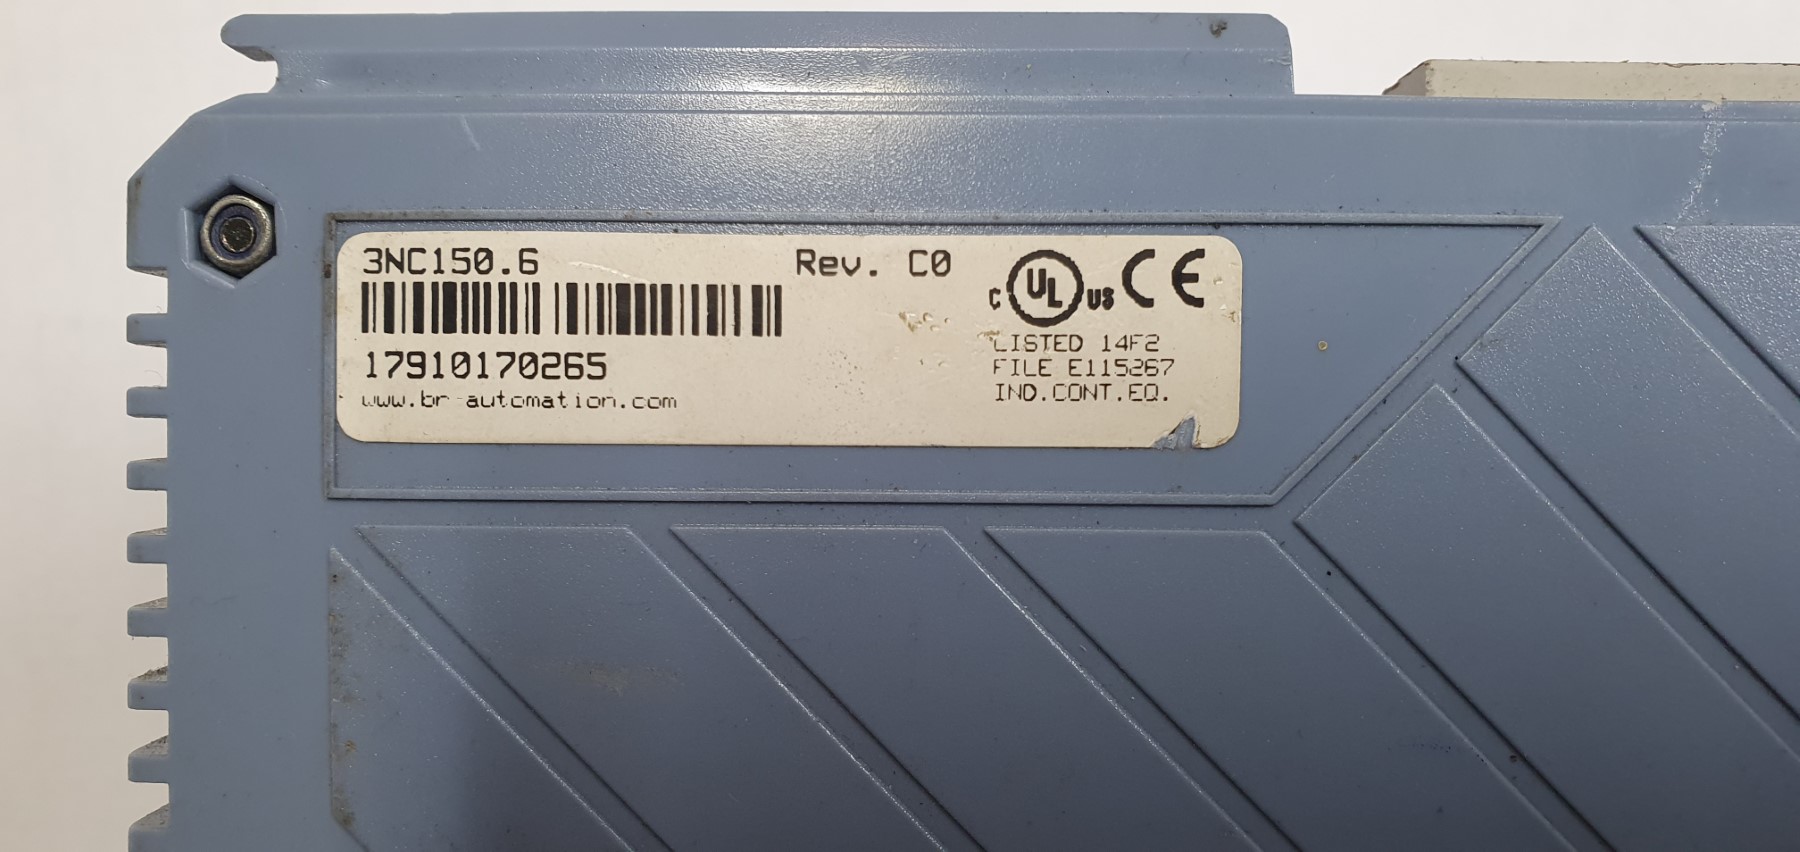 3NC150.6 Rev. C0
c UL us CE
17910170265
LISTED 14F2
FILE E115267
www.br-automation.com
IND.CONT.EQ.